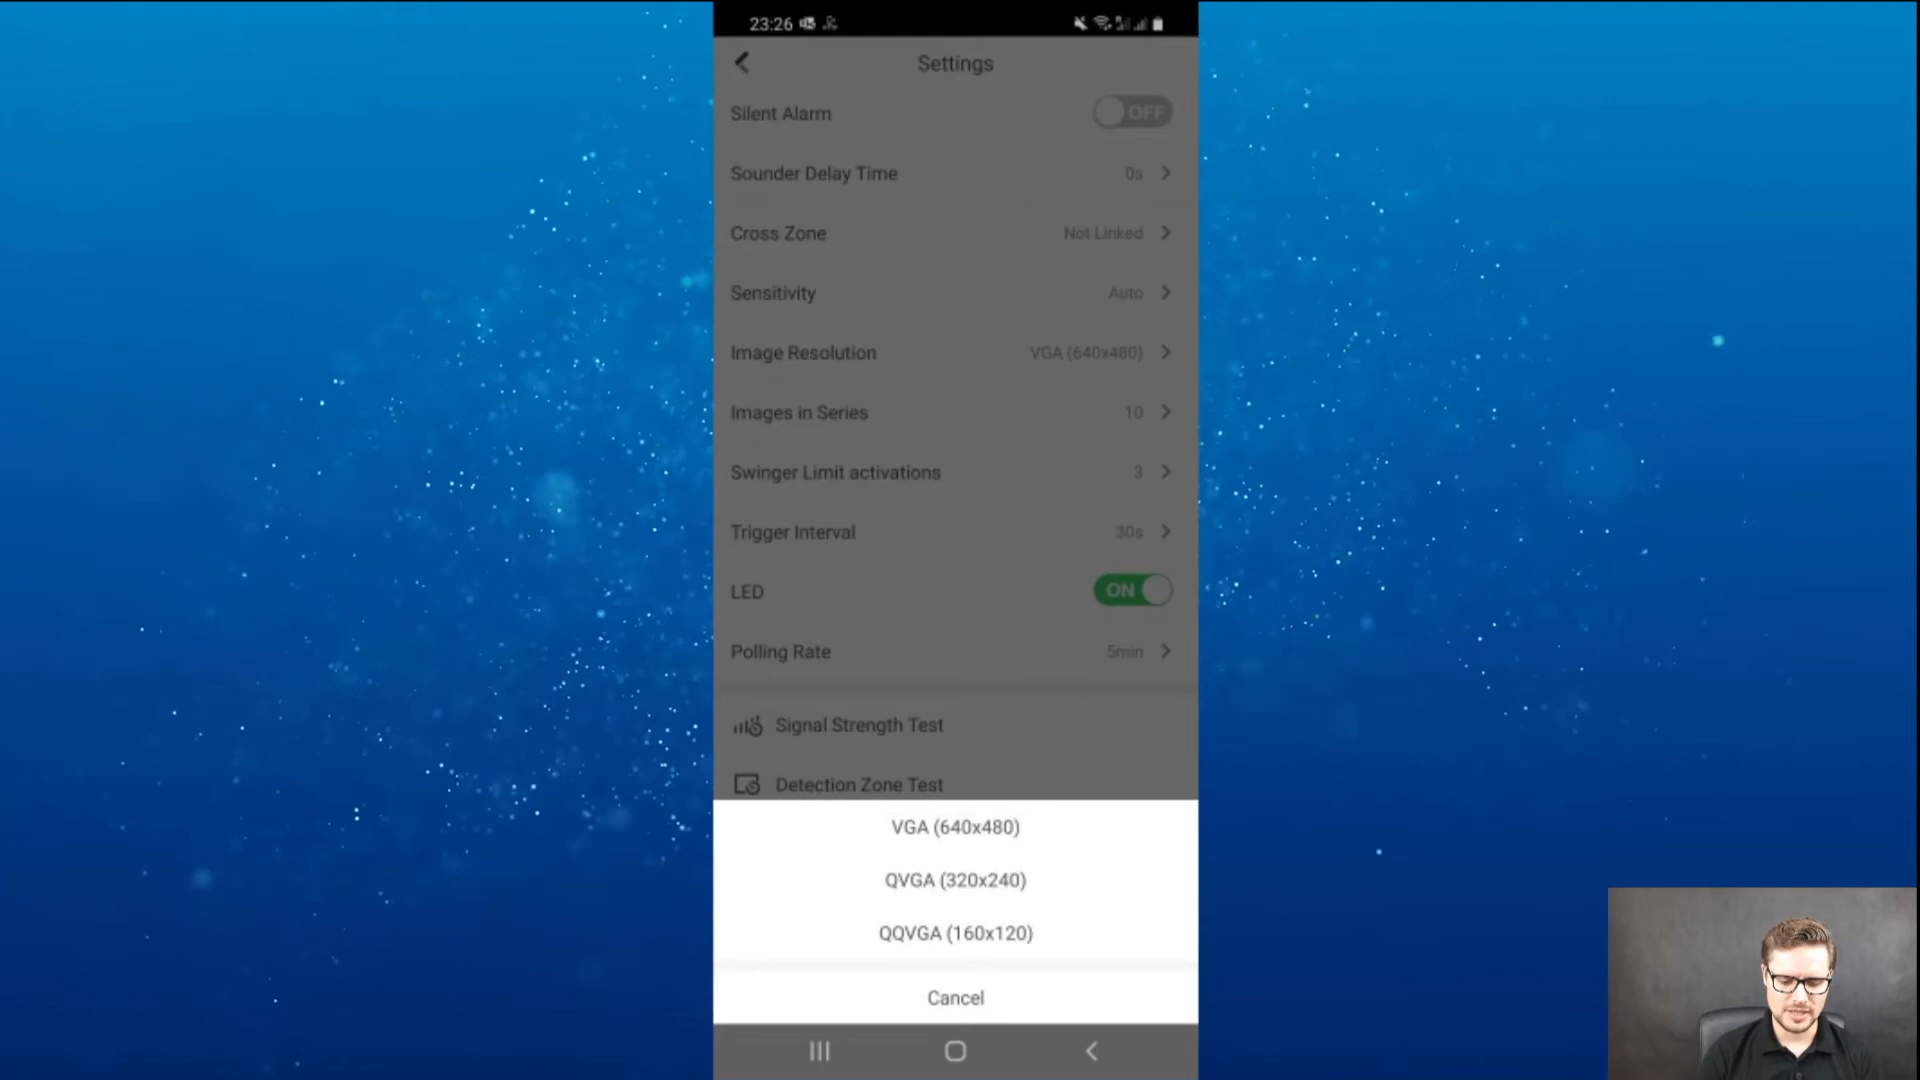 23:26
Settings
Silent Alarm OFF
Sounder Delay Time 0s
Cross Zone Not Linked
Sensitivity Auto
Image Resolution VGA (640x480)
Images in Series 10
Swinger Limit activations 3
Trigger Interval 30s
LED ON
Polling Rate 5min
Signal Strength Test
Detection Zone Test
VGA (640x480)
QVGA (320x240)
QQVGA (160x120)
Cancel